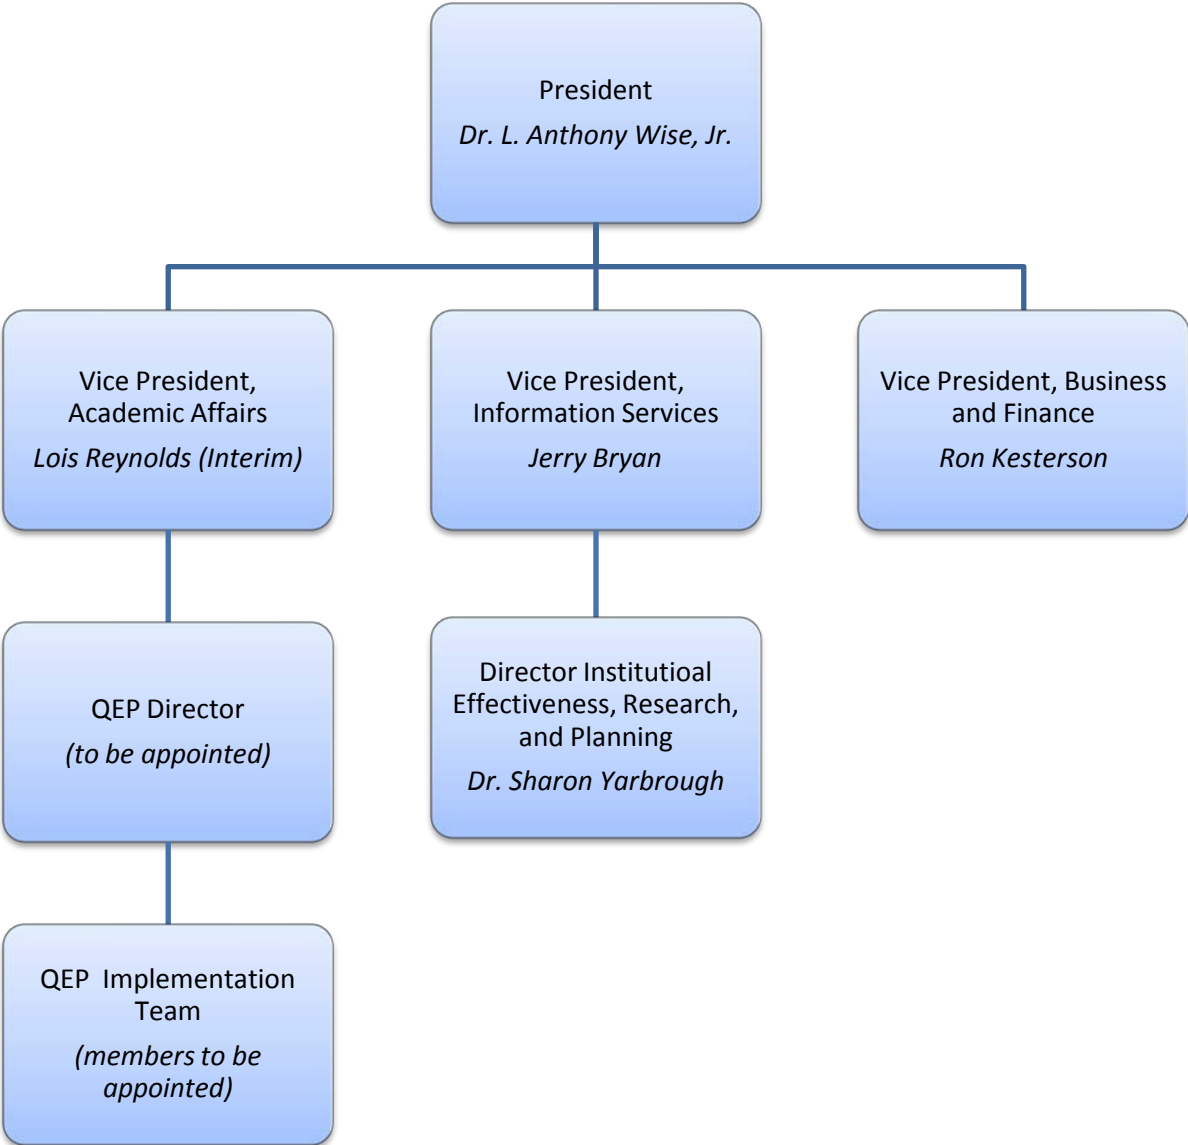 President
Dr. L. Anthony Wise, Jr.
Vice President,
Academic Affairs
Lois Reynolds (Interim)
Vice President,
Information Services
Jerry Bryan
Vice President, Business
and Finance
Ron Kesterson
QEP Director
(to be appointed)
Director Institutioal
Effectiveness, Research,
and Planning
Dr. Sharon Yarbrough
QEP  Implementation
Team
(members to be
appointed)